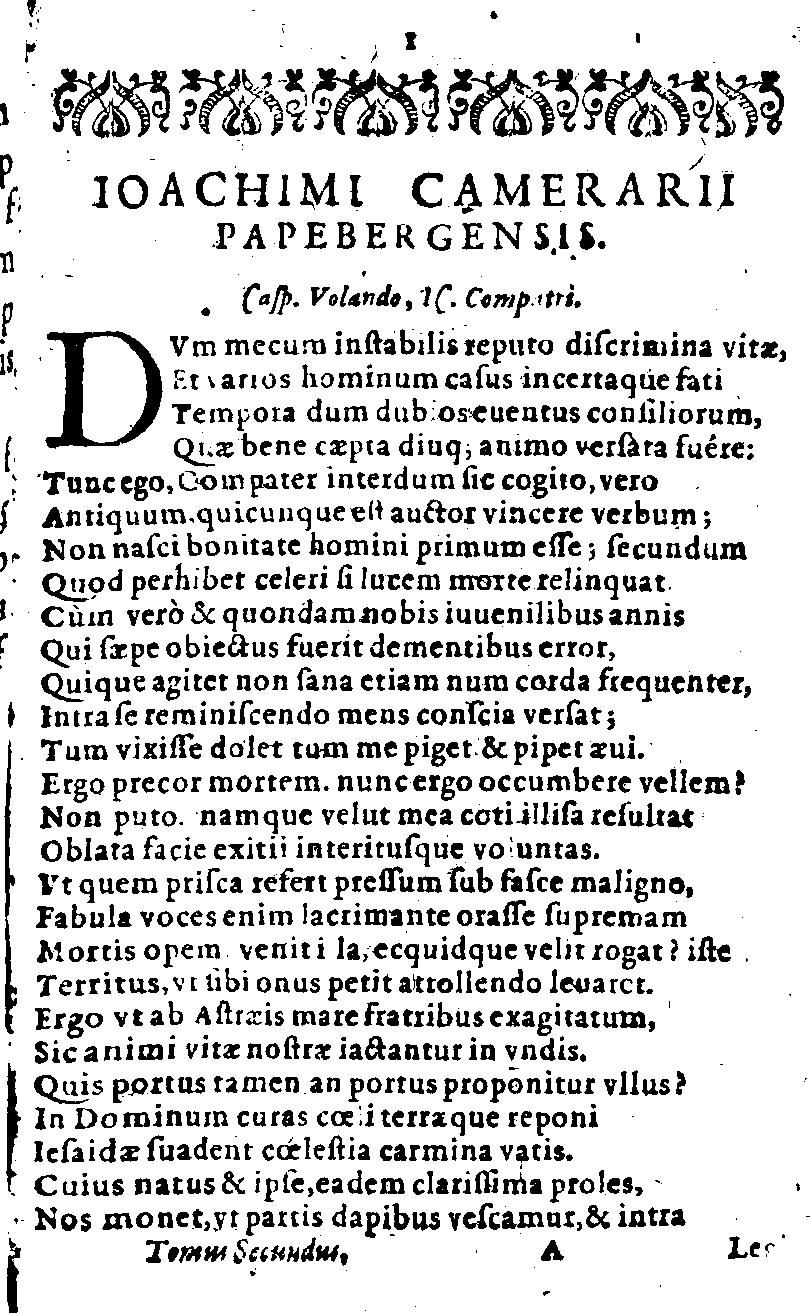 1
IOACHIMI CAMERARII
PAPEBERGENSIS.
Casp. Volando, IC. Compatri.
DVm mecum instabilis reputo discrimina vitæ,
Et varios hominum casus incertaque fati
Tempora dum dubios euentus consiliorum,
Quæ bene cæpta diuq; animo versàta fuére:
Tunc ego, Compater interdum sic cogito, vero
Antiquum quicunque est auctor vincere verbum;
Non nasci bonitate homini primum esse; secundum
Quod perhibet celeri si lucem morte relinquat.
Cùm verò & quondam nobis iuuenilibus annis
Qui sæpe obiectus fuerit dementibus error,
Quique agitet non sana etiam num corda frequenter,
Intra se reminiscendo mens conscia versat;
Tum vixisse dolet tum me piget & pipet æui.
Ergo precor mortem. nunc ergo occumbere vellem?
Non puto. namque velut mea coti illisa resultat
Oblata facie exitii interitusque voluntas.
Vt quem prisca refert pressum sub fasce maligno,
Fabula voces enim lacrimante orasse supremam
Mortis opem venit illa, ecquidque velit rogat? iste
Territus, vt sibi onus petit attollendo leuaret.
Ergo vt ab Astræis mare fratribus exagitatum,
Sic animi vitæ nostræ iactantur in vndis.
Quis portus tamen an portus proponitur vllus?
In Dominum curas cœli terræque reponi
Iesaidæ suadent cœlestia carmina vatis.
Cuius natus & ipse, eadem clarissima proles,
Nos monet, vt partis dapibus vescamur, & intra
Tomus Secundus, A Leg